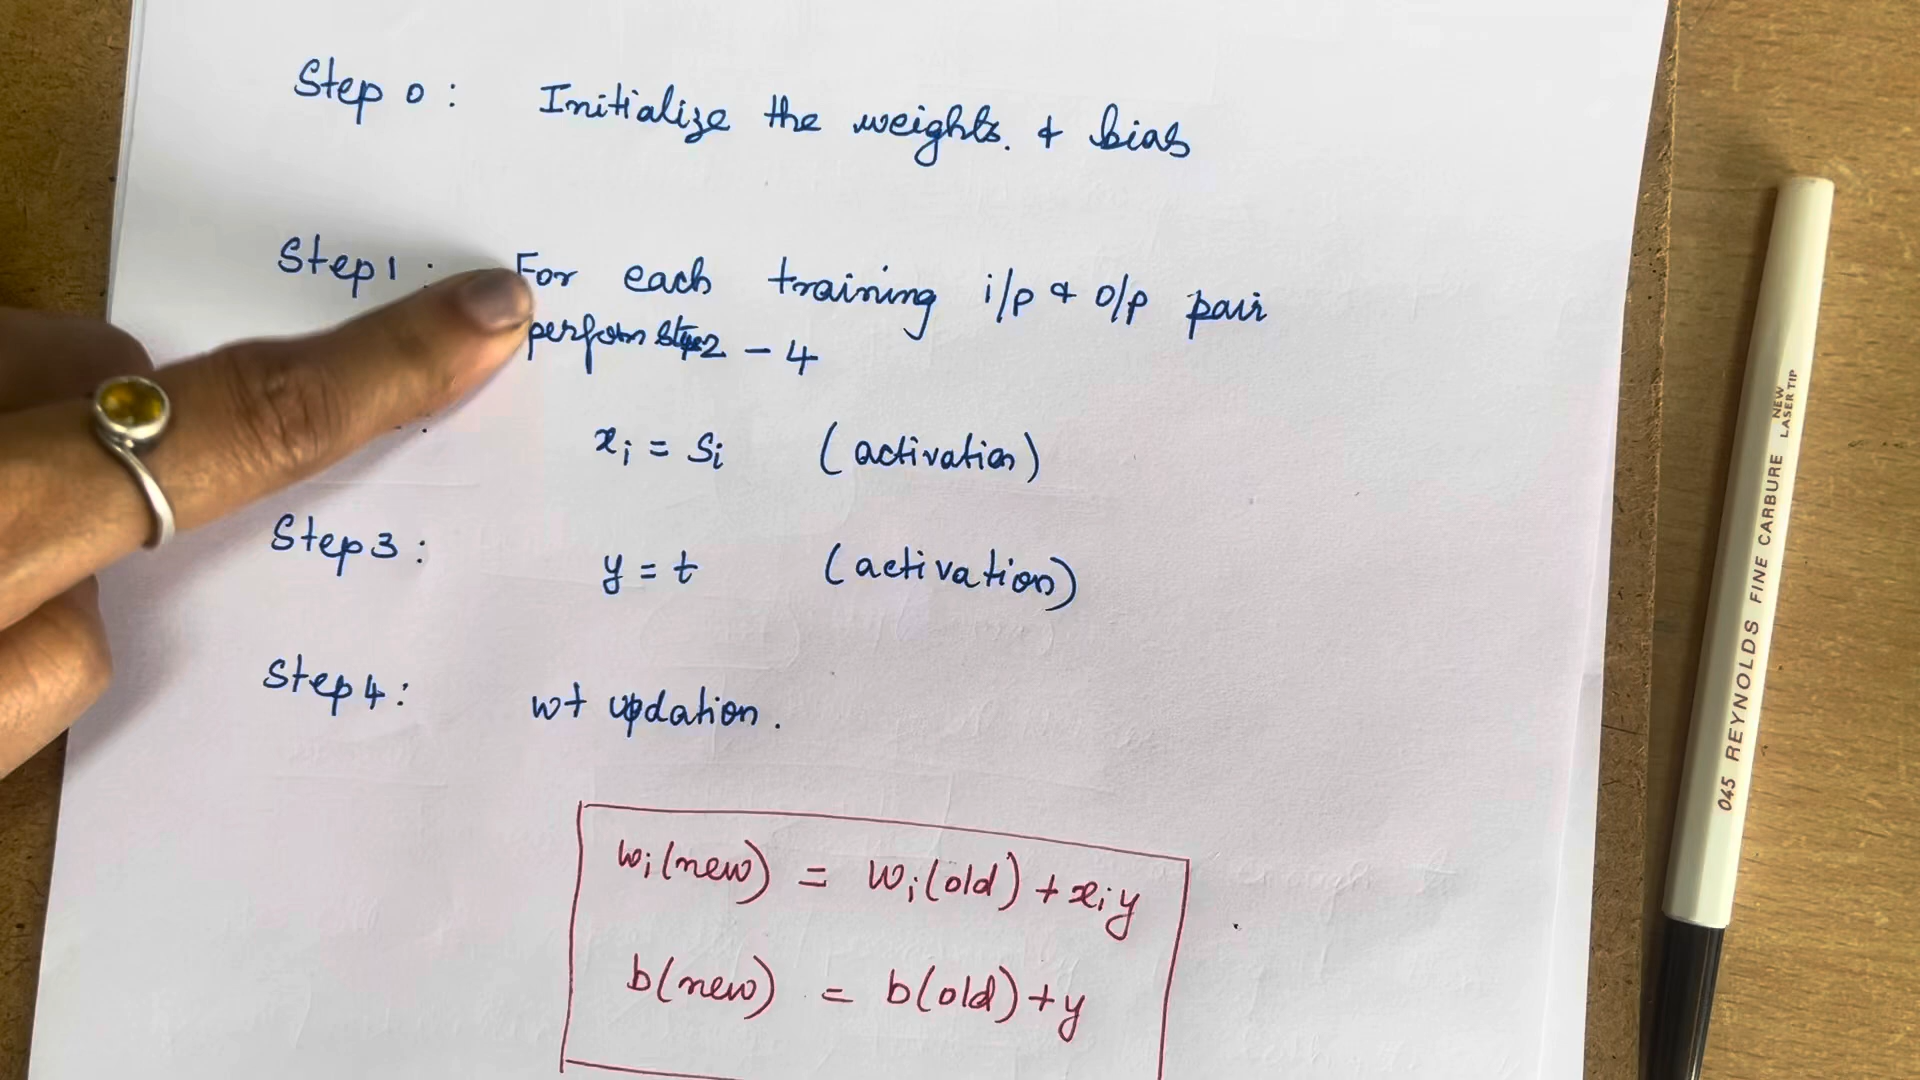 Step 0 : Initialize the weights. & bias
Step 1 : For each training i/p & o/p pair
perform steps 2 - 4
xi = Si (activation)
Step 3 : y = t (activation)
Step 4 : wt updation.
wi(new) = wi(old) + xi y
b(new) = b(old) + y
045 REYNOLDS FINE CARBURE NEW LASER TIP